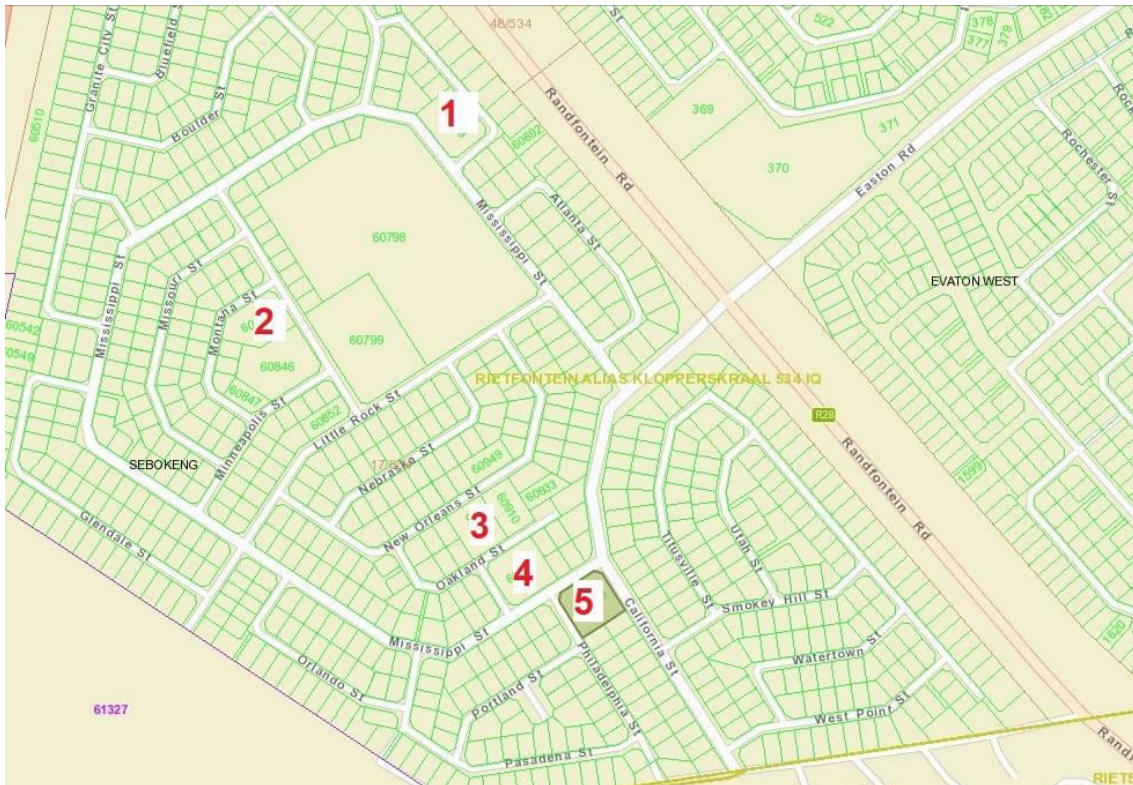 48/534
522
378
377
379
Granite City St
Bluefield St
Boulder St
60510
1
60692
Randfontein Rd
369
371
370
Easton Rd
Rochester St
Mississippi St
Atlanta St
60798
EVATON WEST
Missouri St
Mississippi St
Montana St
2
60542
60549
60799
60846
60847
Minneapolis St
60852
Little Rock St
RIETFONTEIN ALIAS KLOPPERSKRAAL 534 IQ
R28
Randfontein Rd
SEBOKENG
Nebraska St
60949
60933
60910
New Orleans St
3
1599
Glendale St
Oakland St
4
5
Titusville St
Utah St
Smokey Hill St
California St
Mississippi St
Philadelphia St
Watertown St
1620
Orlando St
Portland St
West Point St
61327
Pasadena St